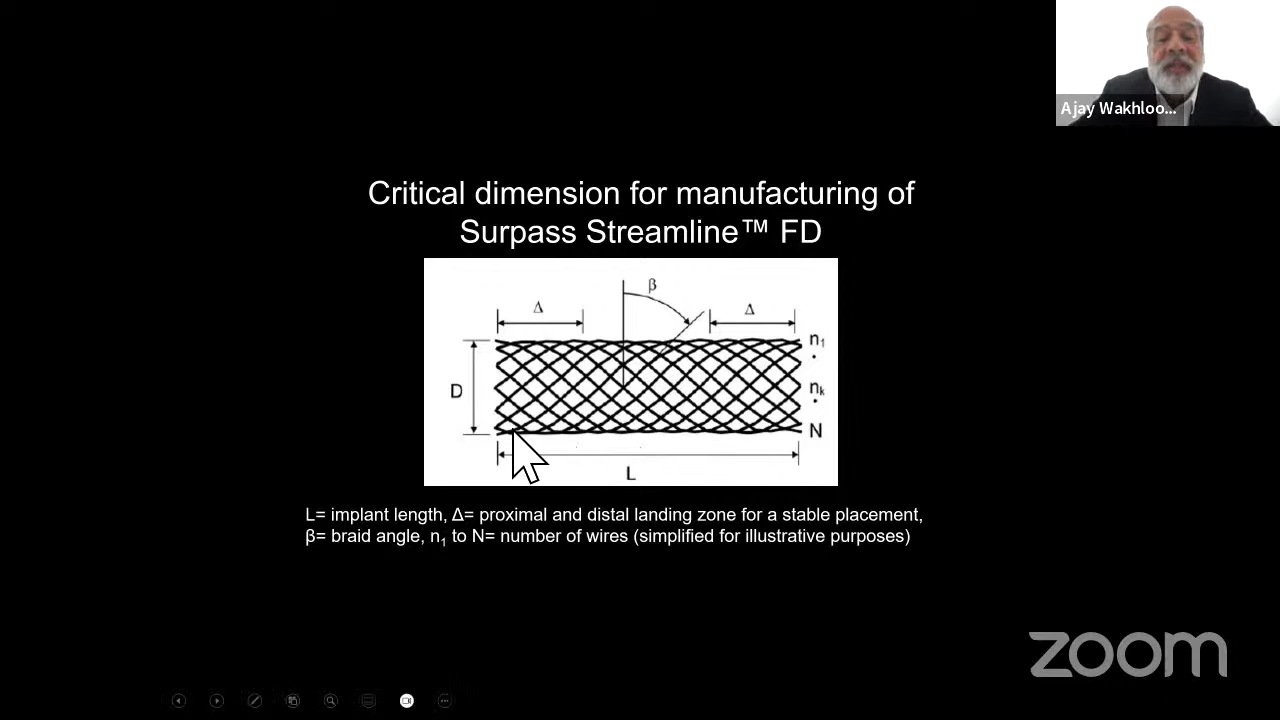 Ajay Wakhloo...
Critical dimension for manufacturing of
Surpass Streamline™ FD
β
Δ
Δ
n₁
D
nₖ
N
L
L= implant length, Δ= proximal and distal landing zone for a stable placement,
β= braid angle, n₁ to N= number of wires (simplified for illustrative purposes)
zoom